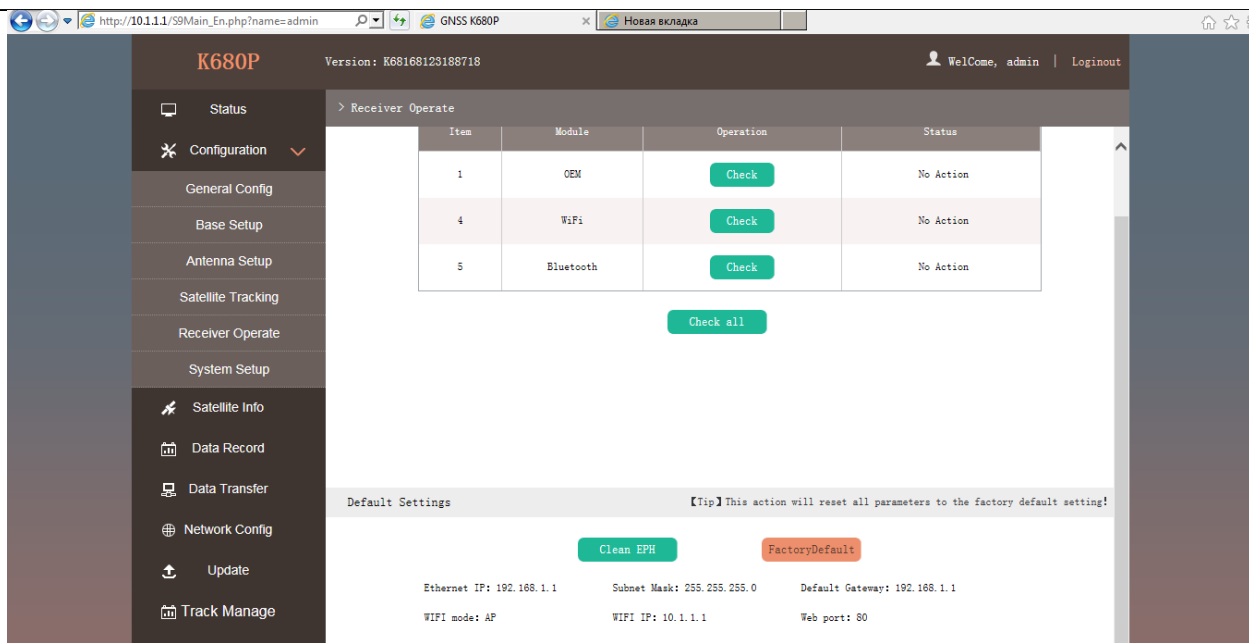 http://10.1.1.1/S9Main_En.php?name=admin GNSS K680P Новая вкладка
K680P Version: K68168123188718 WelCome, admin | Loginout
Status
Configuration
General Config
Base Setup
Antenna Setup
Satellite Tracking
Receiver Operate
System Setup
Satellite Info
Data Record
Data Transfer
Network Config
Update
Track Manage
> Receiver Operate
Item Module Operation Status
1 OEM Check No Action
4 WiFi Check No Action
5 Bluetooth Check No Action
Check all
Default Settings 【Tip】This action will reset all parameters to the factory default setting!
Clean EPH FactoryDefault
Ethernet IP: 192.168.1.1 Subnet Mask: 255.255.255.0 Default Gateway: 192.168.1.1
WIFI mode: AP WIFI IP: 10.1.1.1 Web port: 80